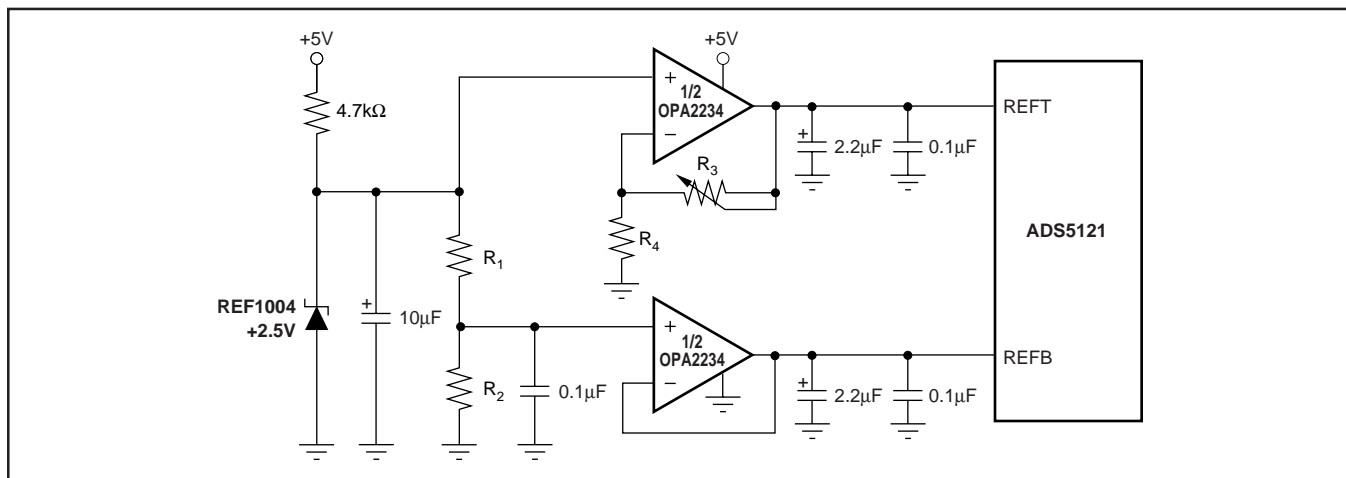 +5V
4.7kΩ
REF1004
+2.5V
+
10µF
R1
R2
0.1µF
+5V
+
1/2
OPA2234
−
R3
R4
+
2.2µF
0.1µF
REFT
+
1/2
OPA2234
−
+
2.2µF
0.1µF
REFB
ADS5121